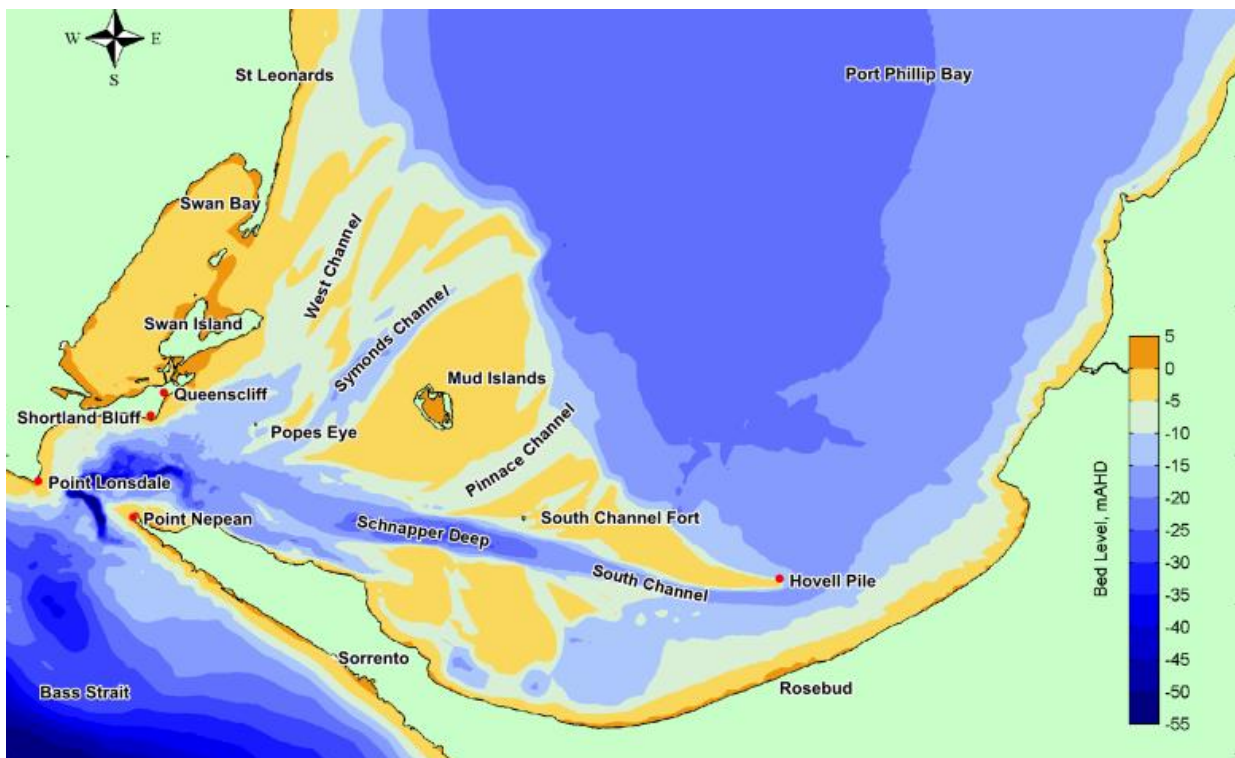 W E
S
St Leonards
Port Phillip Bay
Swan Bay
West Channel
Swan Island
Symonds Channel
Mud Islands
Queenscliff
Shortland Bluff
Popes Eye
Pinnace Channel
Point Lonsdale
Point Nepean
South Channel Fort
Schnapper Deep
South Channel
Hovell Pile
Sorrento
Rosebud
Bass Strait
Bed Level, mAHD
5
0
-5
-10
-15
-20
-25
-30
-35
-40
-45
-50
-55